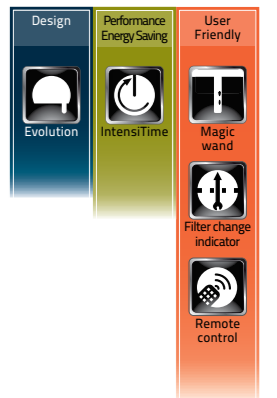 Design
Evolution
Performance
Energy Saving
IntensiTime
User
Friendly
Magic
wand
Filter change
indicator
Remote
control